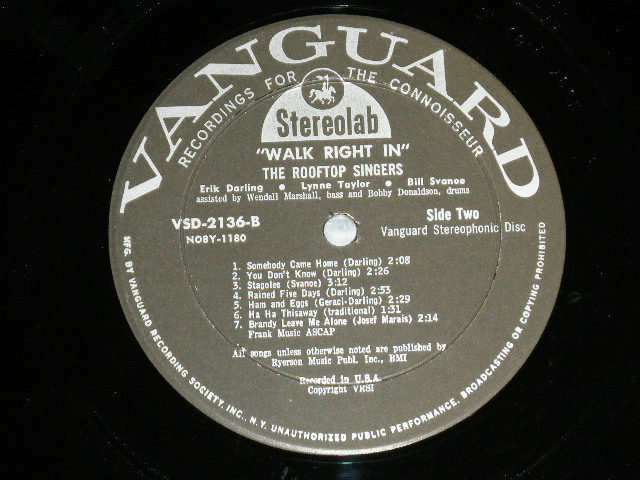 VANGUARD
RECORDINGS FOR THE CONNOISSEUR
Stereolab
"WALK RIGHT IN"
THE ROOFTOP SINGERS
Erik Darling • Lynne Taylor • Bill Svanoe
assisted by Wendell Marshall, bass and Bobby Donaldson, drums
VSD-2136-B
NO8Y-1180
Side Two
Vanguard Stereophonic Disc
1. Somebody Came Home (Darling) 2:08
2. You Don't Know (Darling) 2:26
3. Stagolee (Svanoe) 3:12
4. Rained Five Days (Darling) 2:53
5. Ham and Eggs (Geraci-Darling) 2:29
6. Ha Ha Thisaway (traditional) 1:31
7. Brandy Leave Me Alone (Josef Marais) 2:14
Frank Music ASCAP
All songs unless otherwise noted are published by
Ryerson Music Publ. Inc., BMI
Recorded in U.S.A.
Copyright VRSI
MFG. BY VANGUARD RECORDING SOCIETY, INC., N.Y. UNAUTHORIZED PUBLIC PERFORMANCE, BROADCASTING OR COPYING PROHIBITED